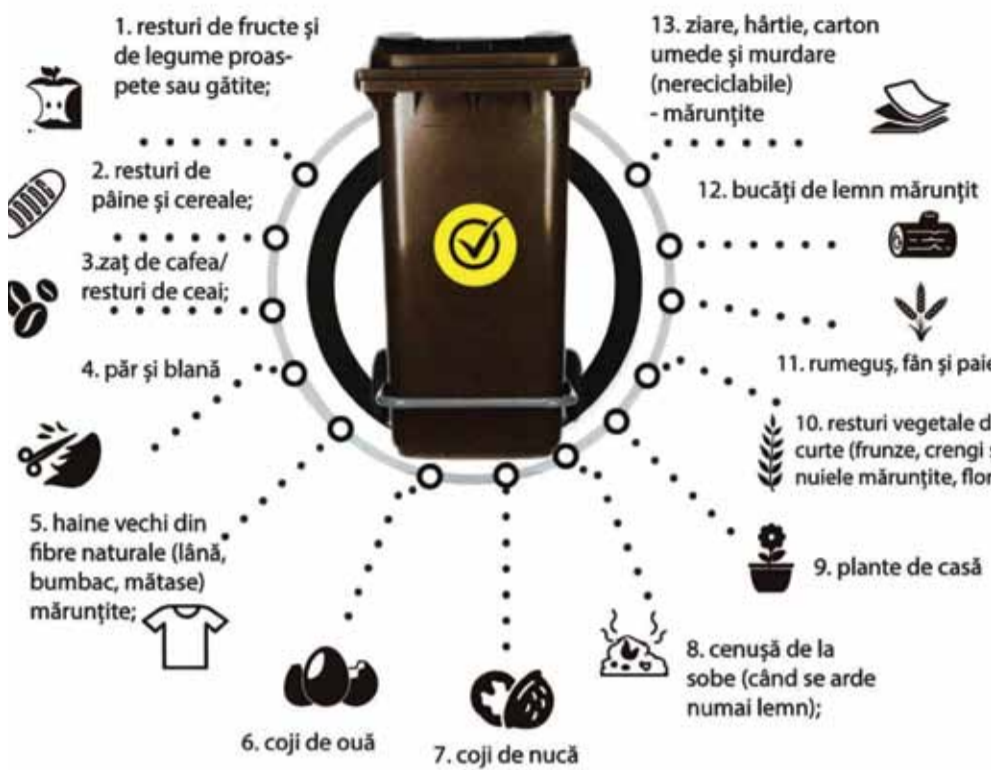 1. resturi de fructe și
de legume proas-
pete sau gătite;
2. resturi de
pâine și cereale;
3.zaț de cafea/
resturi de ceai;
4. păr și blană
5. haine vechi din
fibre naturale (lână,
bumbac, mătase)
mărunțite;
6. coji de ouă
7. coji de nucă
8. cenușă de la
sobe (când se arde
numai lemn);
9. plante de casă
10. resturi vegetale d
curte (frunze, crengi ș
nuiele mărunțite, flor
11. rumeguș, fân și paie
12. bucăți de lemn mărunțit
13. ziare, hârtie, carton
umede și murdare
(nereciclabile)
- mărunțite